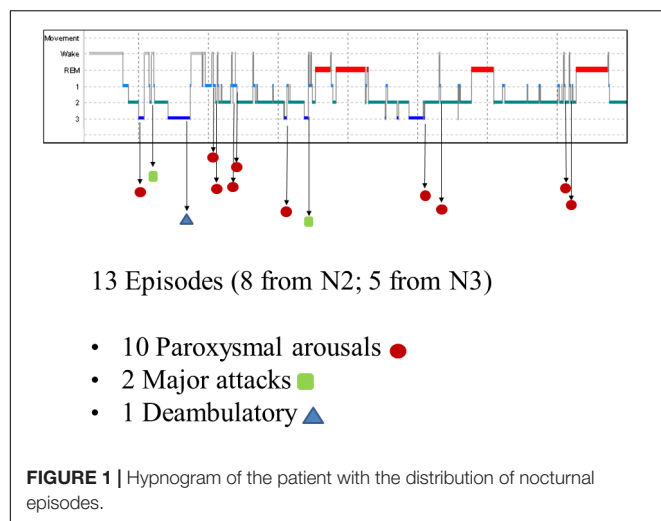 Movement
Wake
REM
1
2
3
13 Episodes (8 from N2; 5 from N3)
• 10 Paroxysmal arousals
• 2 Major attacks
• 1 Deambulatory
FIGURE 1 | Hypnogram of the patient with the distribution of nocturnal
episodes.